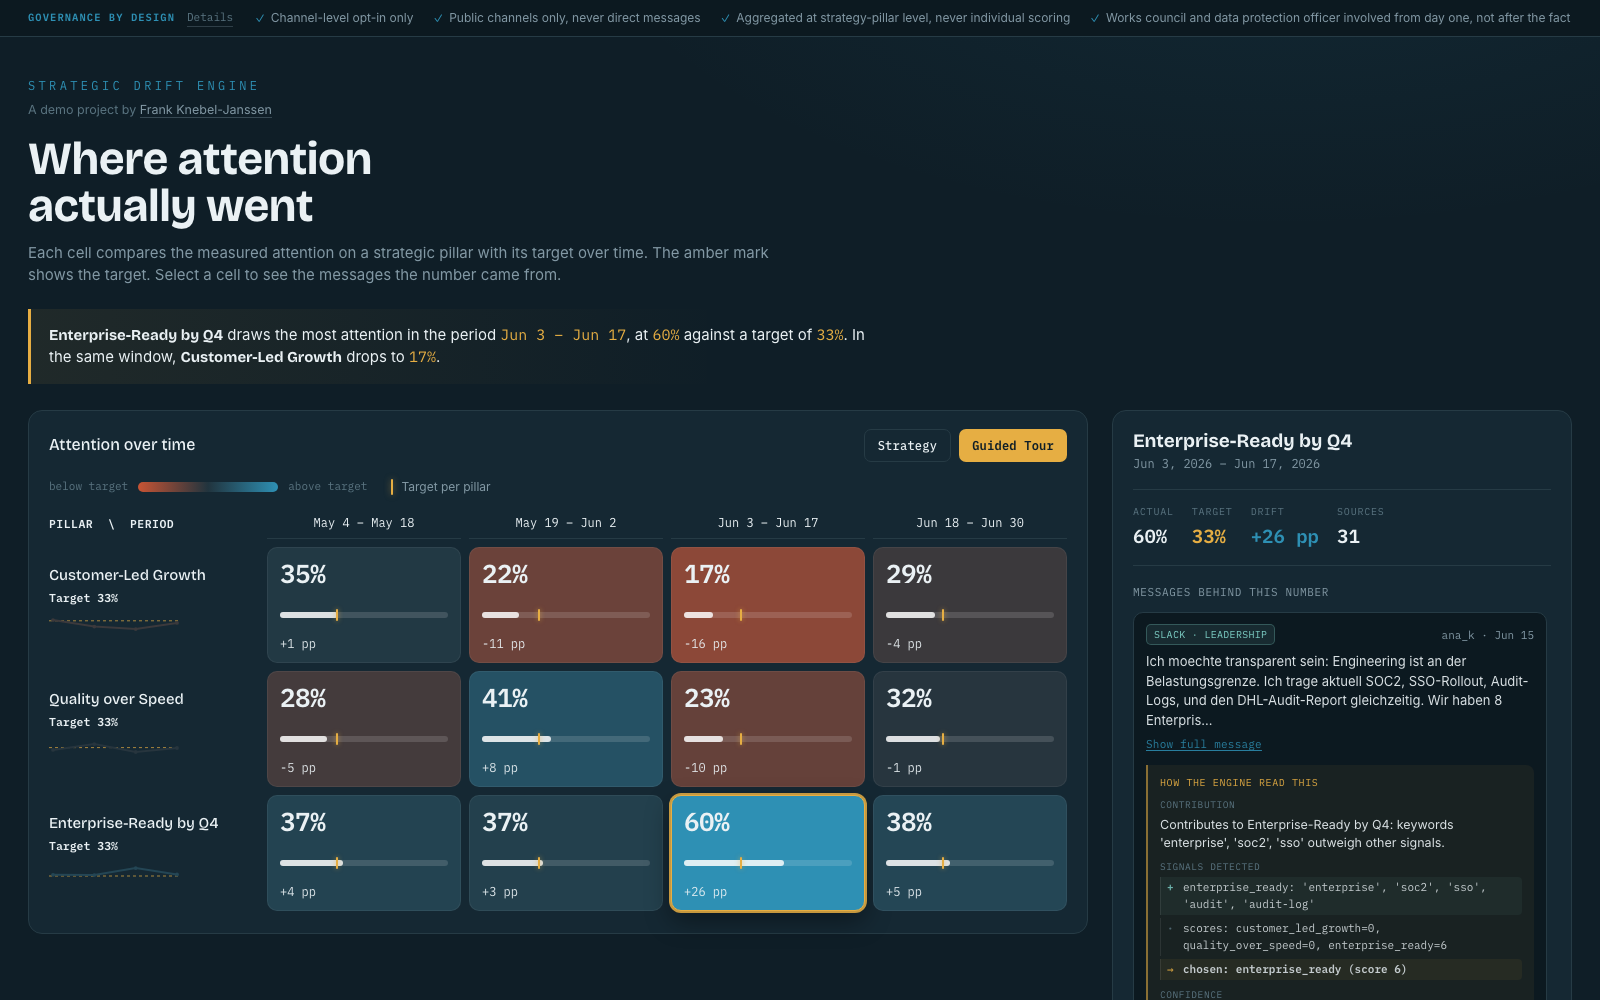 GOVERNANCE BY DESIGN Details ✓ Channel-level opt-in only ✓ Public channels only, never direct messages ✓ Aggregated at strategy-pillar level, never individual scoring ✓ Works council and data protection officer involved from day one, not after the fact
STRATEGIC DRIFT ENGINE
A demo project by Frank Knebel-Janssen
Where attention
actually went
Each cell compares the measured attention on a strategic pillar with its target over time. The amber mark
shows the target. Select a cell to see the messages the number came from.
Enterprise-Ready by Q4 draws the most attention in the period Jun 3 – Jun 17, at 60% against a target of 33%. In
the same window, Customer-Led Growth drops to 17%.
Attention over time
Strategy
Guided Tour
below target above target Target per pillar
PILLAR \ PERIOD May 4 – May 18 May 19 – Jun 2 Jun 3 – Jun 17 Jun 18 – Jun 30
Customer-Led Growth
Target 33%
35%
+1 pp
22%
-11 pp
17%
-16 pp
29%
-4 pp
Quality over Speed
Target 33%
28%
-5 pp
41%
+8 pp
23%
-10 pp
32%
-1 pp
Enterprise-Ready by Q4
Target 33%
37%
+4 pp
37%
+3 pp
60%
+26 pp
38%
+5 pp
Enterprise-Ready by Q4
Jun 3, 2026 – Jun 17, 2026
ACTUAL TARGET DRIFT SOURCES
60% 33% +26 pp 31
MESSAGES BEHIND THIS NUMBER
SLACK · LEADERSHIP ana_k · Jun 15
Ich moechte transparent sein: Engineering ist an der
Belastungsgrenze. Ich trage aktuell SOC2, SSO-Rollout, Audit-
Logs, und den DHL-Audit-Report gleichzeitig. Wir haben 8
Enterpris...
Show full message
HOW THE ENGINE READ THIS
CONTRIBUTION
Contributes to Enterprise-Ready by Q4: keywords
'enterprise', 'soc2', 'sso' outweigh other signals.
SIGNALS DETECTED
+ enterprise_ready: 'enterprise', 'soc2', 'sso',
'audit', 'audit-log'
· scores: customer_led_growth=0,
quality_over_speed=0, enterprise_ready=6
→ chosen: enterprise_ready (score 6)
CONFIDENCE